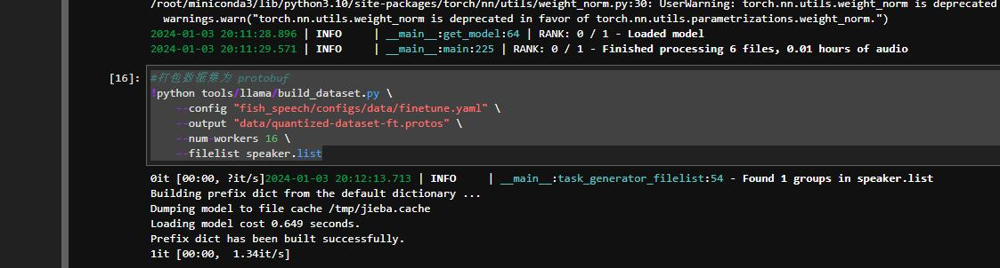 /root/miniconda3/lib/python3.10/site-packages/torch/nn/utils/weight_norm.py:30: UserWarning: torch.nn.utils.weight_norm is deprecated
warnings.warn("torch.nn.utils.weight_norm is deprecated in favor of torch.nn.utils.parametrizations.weight_norm.")
2024-01-03 20:11:28.896 | INFO | __main__:get_model:64 | RANK: 0 / 1 - Loaded model
2024-01-03 20:11:29.571 | INFO | __main__:main:225 | RANK: 0 / 1 - Finished processing 6 files, 0.01 hours of audio
[16]: #打包数据集为 protobuf
!python tools/llama/build_dataset.py \
--config "fish_speech/configs/data/finetune.yaml" \
--output "data/quantized-dataset-ft.protos" \
--num-workers 16 \
--filelist speaker.list
0it [00:00, ?it/s]2024-01-03 20:12:13.713 | INFO | __main__:task_generator_filelist:54 - Found 1 groups in speaker.list
Building prefix dict from the default dictionary ...
Dumping model to file cache /tmp/jieba.cache
Loading model cost 0.649 seconds.
Prefix dict has been built successfully.
1it [00:00, 1.34it/s]